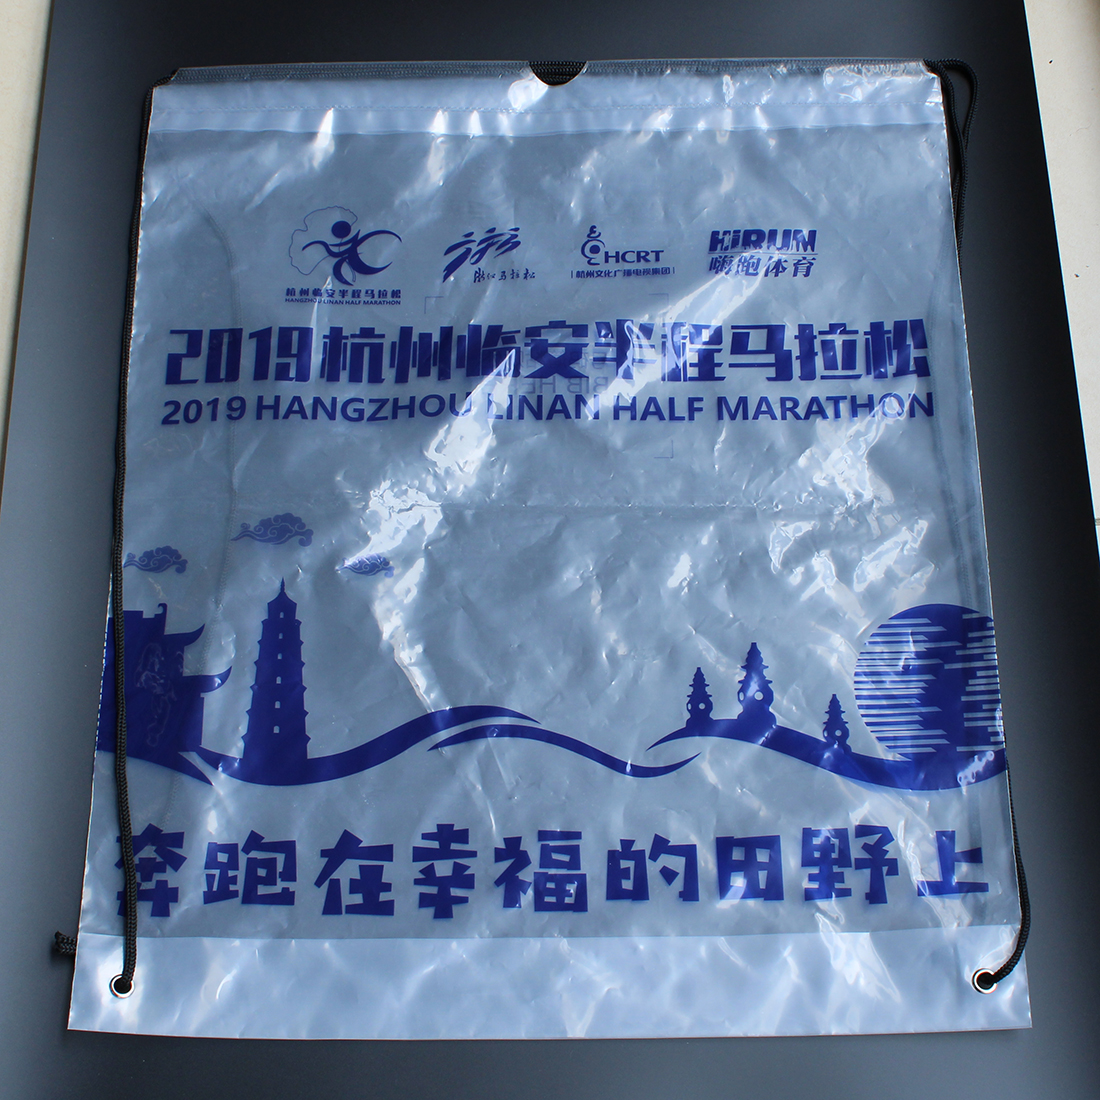 杭州临安半程马拉松
HANGZHOU LINAN HALF MARATHON
HCRT
杭州文化广播电视集团
HiRUN
嗨跑体育
2019杭州临安半程马拉松
2019 HANGZHOU LINAN HALF MARATHON
奔跑在幸福的田野上